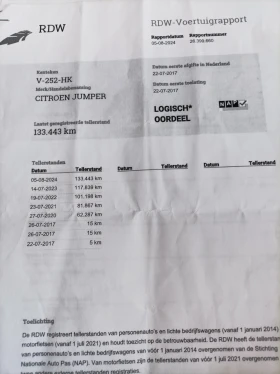 RDW
RDW-Voertuigrapport
Rapportdatum Rapportnummer
05-08-2024
Kenteken
V-252-HK
Merk/Handelsbenaming
CITROEN JUMPER
Datum eerste afgifte in Nederland
22-07-2017
Datum eerste toelating
22-07-2017
Laatst geregistreerde tellerstand
133.443 km
LOGISCH*
OORDEEL
NAP
Tellerstanden
Datum Tellerstand Datum Tellerstand Datum Tellerstand
05-08-2024 133.443 km
14-07-2023 117.839 km
19-07-2022 101.198 km
23-07-2021 81.867 km
27-07-2020 62.287 km
26-07-2017 15 km
26-07-2017 15 km
22-07-2017 5 km
Toelichting
De RDW registreert tellerstanden van personenauto's en lichte bedrijfswagens (vanaf 1 januari 2014)
motorfietsen (vanaf 1 juli 2021) en houdt toezicht op de betrouwbaarheid. De RDW heeft de tellerstan
van personenauto's en lichte bedrijfswagens van vóór 1 januari 2014 overgenomen van de Stichting
Nationale Auto Pas (NAP). Van motorfietsen zijn de tellerstanden van vóór 1 juli 2021 overgenomen van